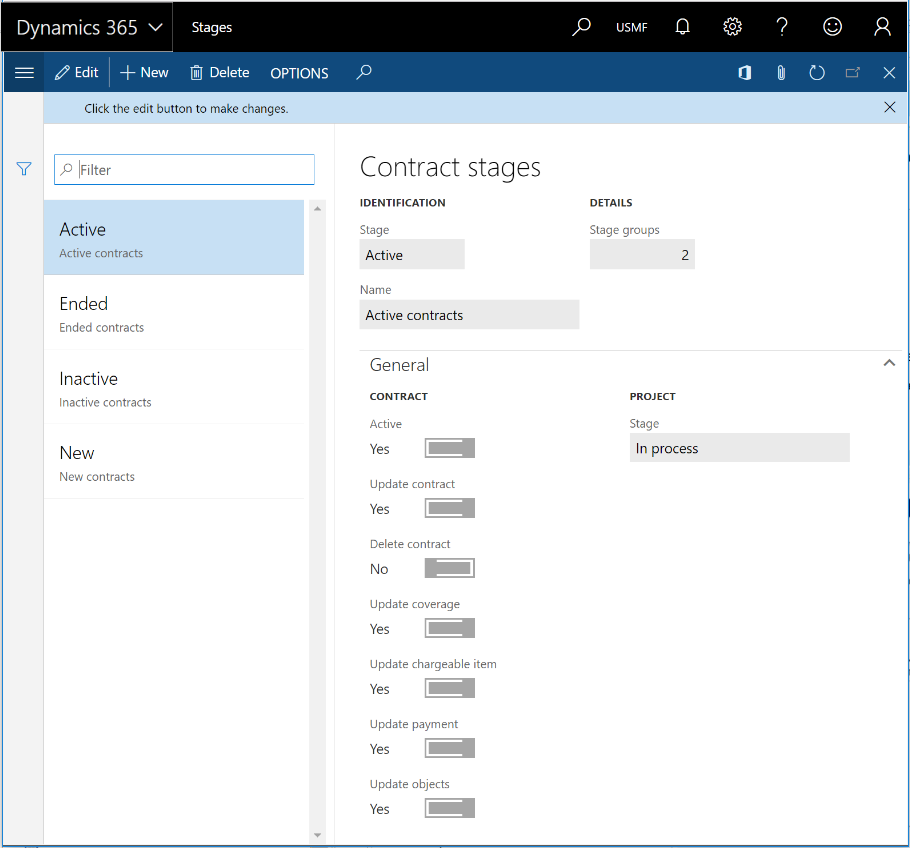 Dynamics 365
Stages
USMF
Edit
New
Delete
OPTIONS
Click the edit button to make changes.
Filter
Active
Active contracts
Ended
Ended contracts
Inactive
Inactive contracts
New
New contracts
Contract stages
IDENTIFICATION
Stage
Active
Name
Active contracts
DETAILS
Stage groups
2
General
CONTRACT
Active
Yes
Update contract
Yes
Delete contract
No
Update coverage
Yes
Update chargeable item
Yes
Update payment
Yes
Update objects
Yes
PROJECT
Stage
In process